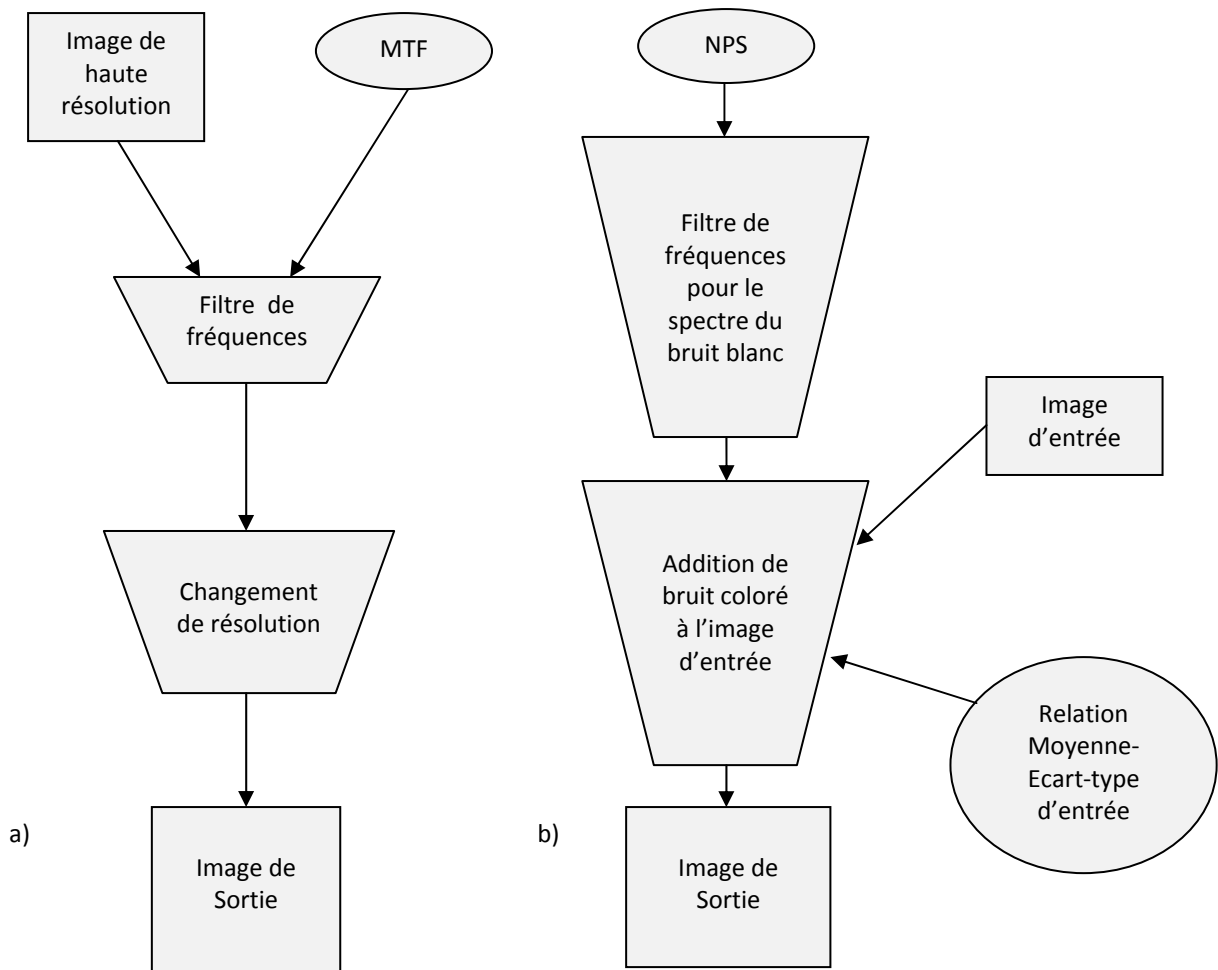 Image de
haute
résolution
MTF
Filtre de
fréquences
Changement
de résolution
a)
Image de
Sortie
NPS
Filtre de
fréquences
pour le
spectre du
bruit blanc
Image
d’entrée
Addition de
bruit coloré
à l’image
d’entrée
Relation
Moyenne-
Ecart-type
d’entrée
b)
Image de
Sortie